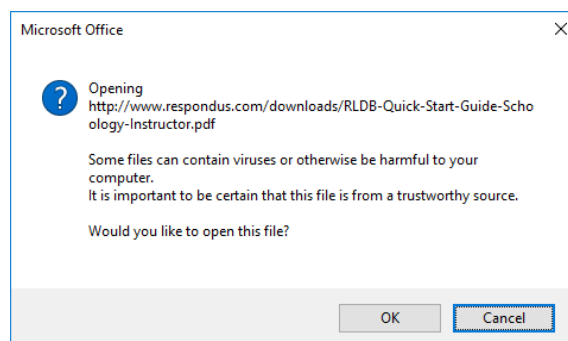 Microsoft Office
Opening
http://www.respondus.com/downloads/RLDB-Quick-Start-Guide-Scho
ology-Instructor.pdf
Some files can contain viruses or otherwise be harmful to your
computer.
It is important to be certain that this file is from a trustworthy source.
Would you like to open this file?
OK
Cancel